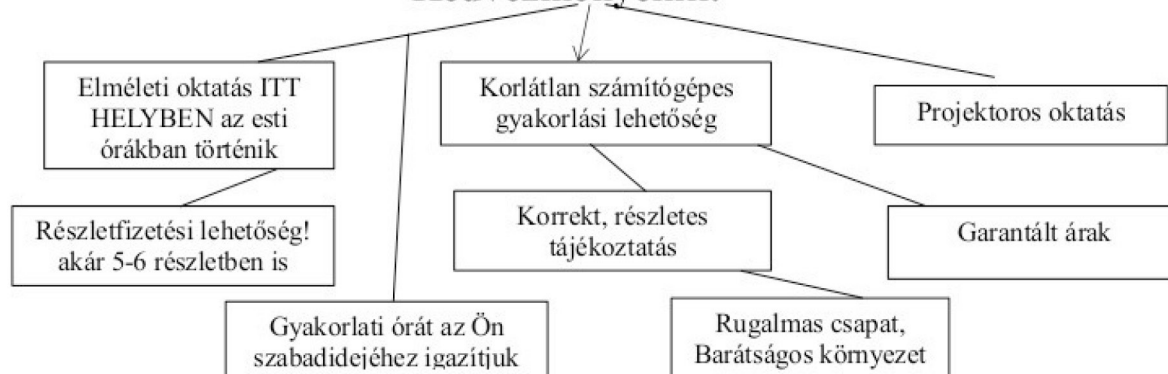 Elméleti oktatás ITT
HELYBEN az esti
órákban történik
Korlátlan számítógépes
gyakorlási lehetőség
Projektoros oktatás
Részletfizetési lehetőség!
akár 5-6 részletben is
Korrekt, részletes
tájékoztatás
Garantált árak
Gyakorlati órát az Ön
szabadidejéhez igazítjuk
Rugalmas csapat,
Barátságos környezet